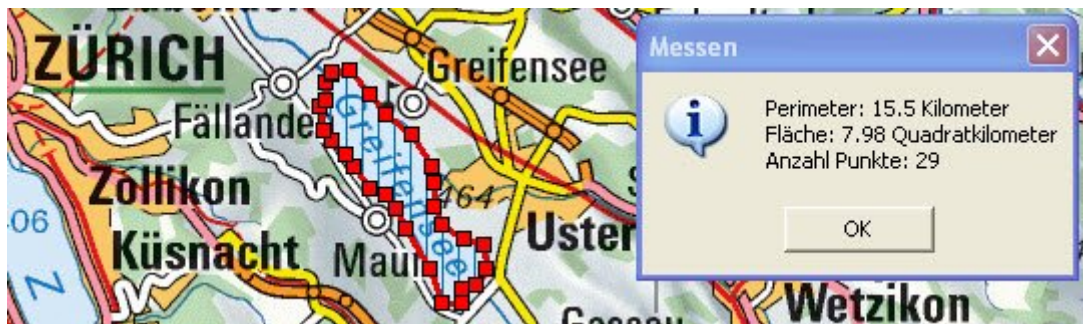 ZÜRICH
Greifensee
Fällande
Greifensee
Zollikon
464
06
Z
Küsnacht
Maur
Uster
Wetzikon
Messen
Perimeter: 15.5 Kilometer
Fläche: 7.98 Quadratkilometer
Anzahl Punkte: 29
OK